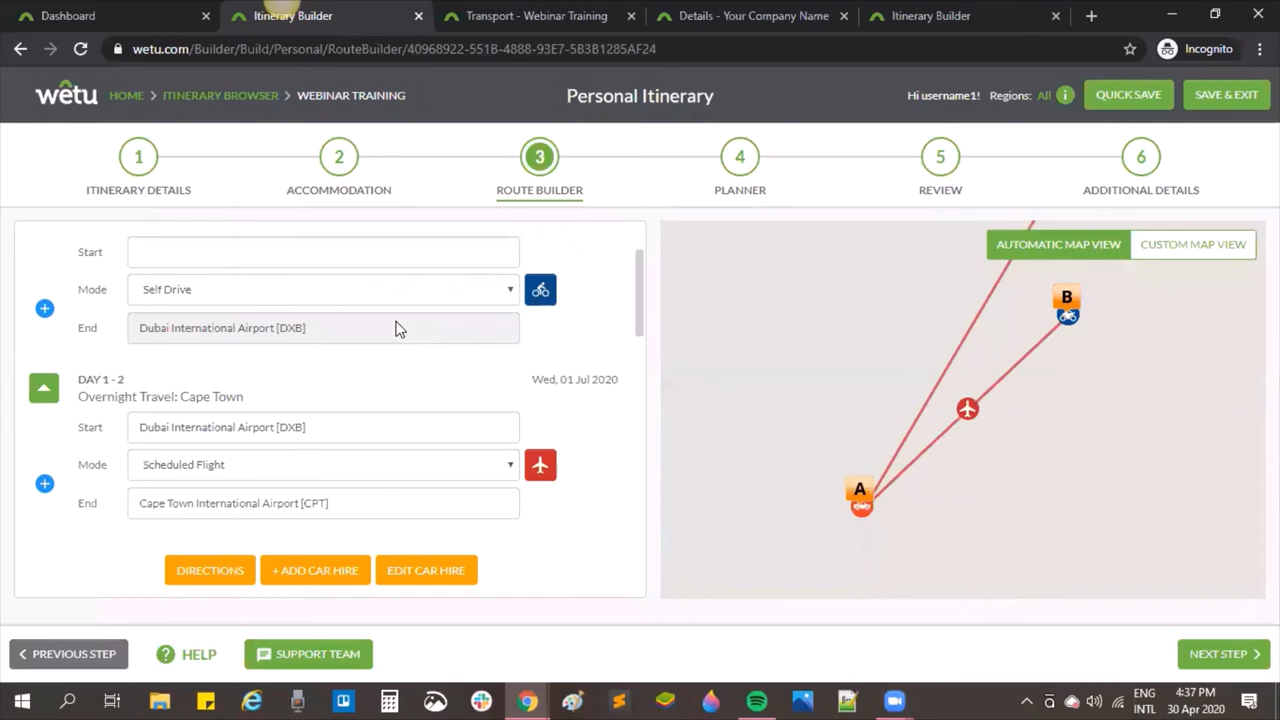 Dashboard
Itinerary Builder
Transport - Webinar Training
Details - Your Company Name
Itinerary Builder
wetu.com/Builder/Build/Personal/RouteBuilder/40968922-551B-4888-93E7-5B3B1285AF24
Incognito
wetu
HOME > ITINERARY BROWSER > WEBINAR TRAINING
Personal Itinerary
Hi username1!
Regions: All
i
QUICK SAVE
SAVE & EXIT
1
2
3
4
5
6
ITINERARY DETAILS
ACCOMMODATION
ROUTE BUILDER
PLANNER
REVIEW
ADDITIONAL DETAILS
Start
Mode
Self Drive
End
Dubai International Airport [DXB]
DAY 1 - 2
Wed, 01 Jul 2020
Overnight Travel: Cape Town
Start
Dubai International Airport [DXB]
Mode
Scheduled Flight
End
Cape Town International Airport [CPT]
DIRECTIONS
+ ADD CAR HIRE
EDIT CAR HIRE
AUTOMATIC MAP VIEW
CUSTOM MAP VIEW
B
A
PREVIOUS STEP
HELP
SUPPORT TEAM
NEXT STEP
ENG
INTL
4:37 PM
30 Apr 2020